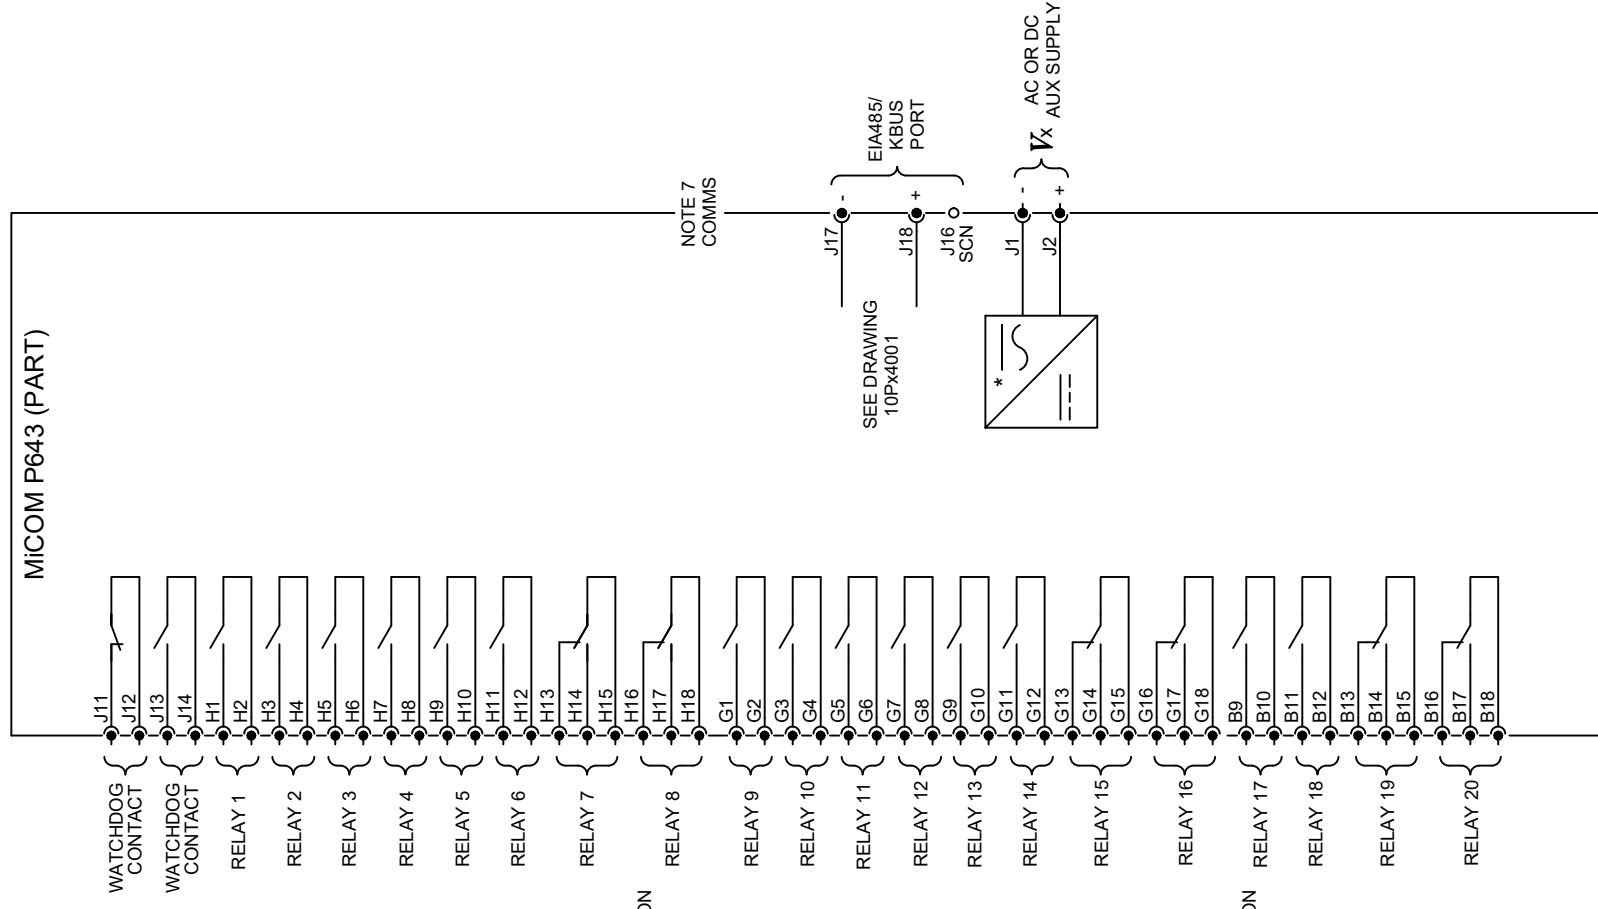 MiCOM P643 (PART)
NOTE 7
COMMS
EIA485/
KBUS
PORT
AC OR DC
AUX SUPPLY
Vx
-
+
-
+
J17
J18
J16
SCN
J1
J2
SEE DRAWING
10Px4001
*
J11
J12
J13
J14
H1
H2
H3
H4
H5
H6
H7
H8
H9
H10
H11
H12
H13
H14
H15
H16
H17
H18
G1
G2
G3
G4
G5
G6
G7
G8
G9
G10
G11
G12
G13
G14
G15
G16
G17
G18
B9
B10
B11
B12
B13
B14
B15
B16
B17
B18
WATCHDOG
CONTACT
WATCHDOG
CONTACT
RELAY 1
RELAY 2
RELAY 3
RELAY 4
RELAY 5
RELAY 6
RELAY 7
RELAY 8
RELAY 9
RELAY 10
RELAY 11
RELAY 12
RELAY 13
RELAY 14
RELAY 15
RELAY 16
RELAY 17
RELAY 18
RELAY 19
RELAY 20
ON
ON